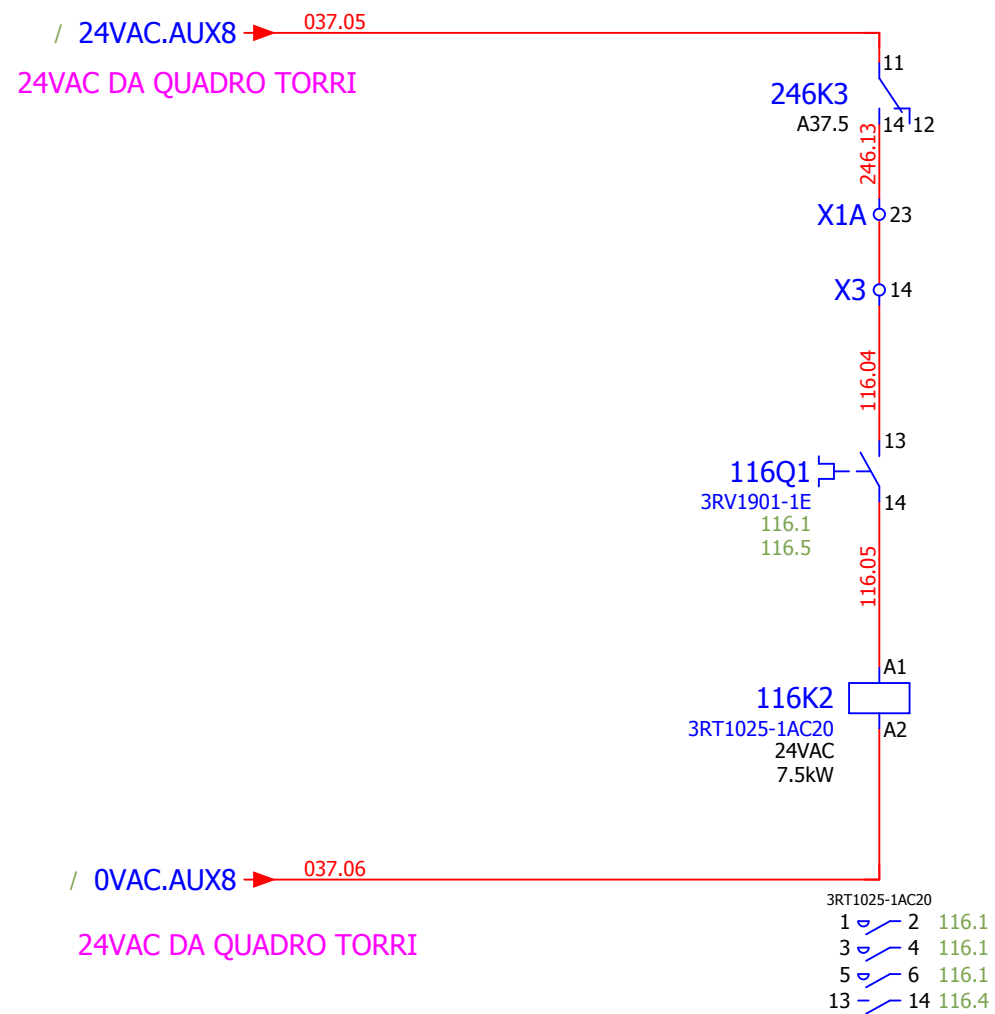 / 24VAC.AUX8 037.05
24VAC DA QUADRO TORRI
11
246K3
A37.5 14 12
246.13
X1A 23
X3 14
116.04
13
116Q1
3RV1901-1E
14
116.1
116.5
116.05
A1
116K2
3RT1025-1AC20
A2
24VAC
7.5kW
/ 0VAC.AUX8 037.06
24VAC DA QUADRO TORRI
3RT1025-1AC20
1 2 116.1
3 4 116.1
5 6 116.1
13 14 116.4